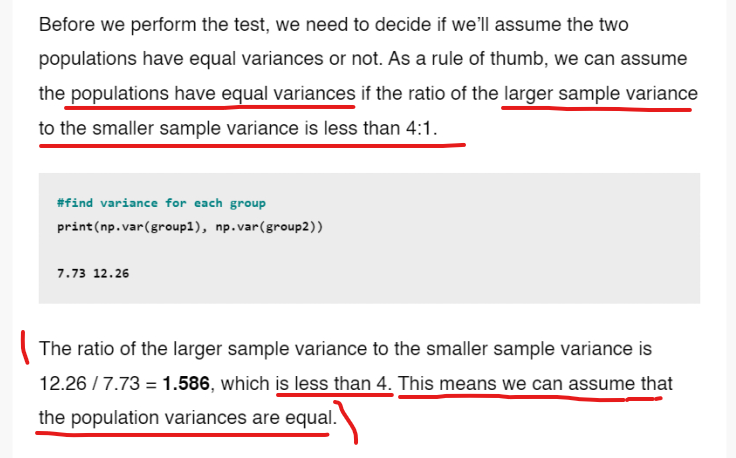 Before we perform the test, we need to decide if we'll assume the two
populations have equal variances or not. As a rule of thumb, we can assume
the populations have equal variances if the ratio of the larger sample variance
to the smaller sample variance is less than 4:1.
#find variance for each group
print(np.var(group1), np.var(group2))
7.73 12.26
The ratio of the larger sample variance to the smaller sample variance is
12.26 / 7.73 = 1.586, which is less than 4. This means we can assume that
the population variances are equal.